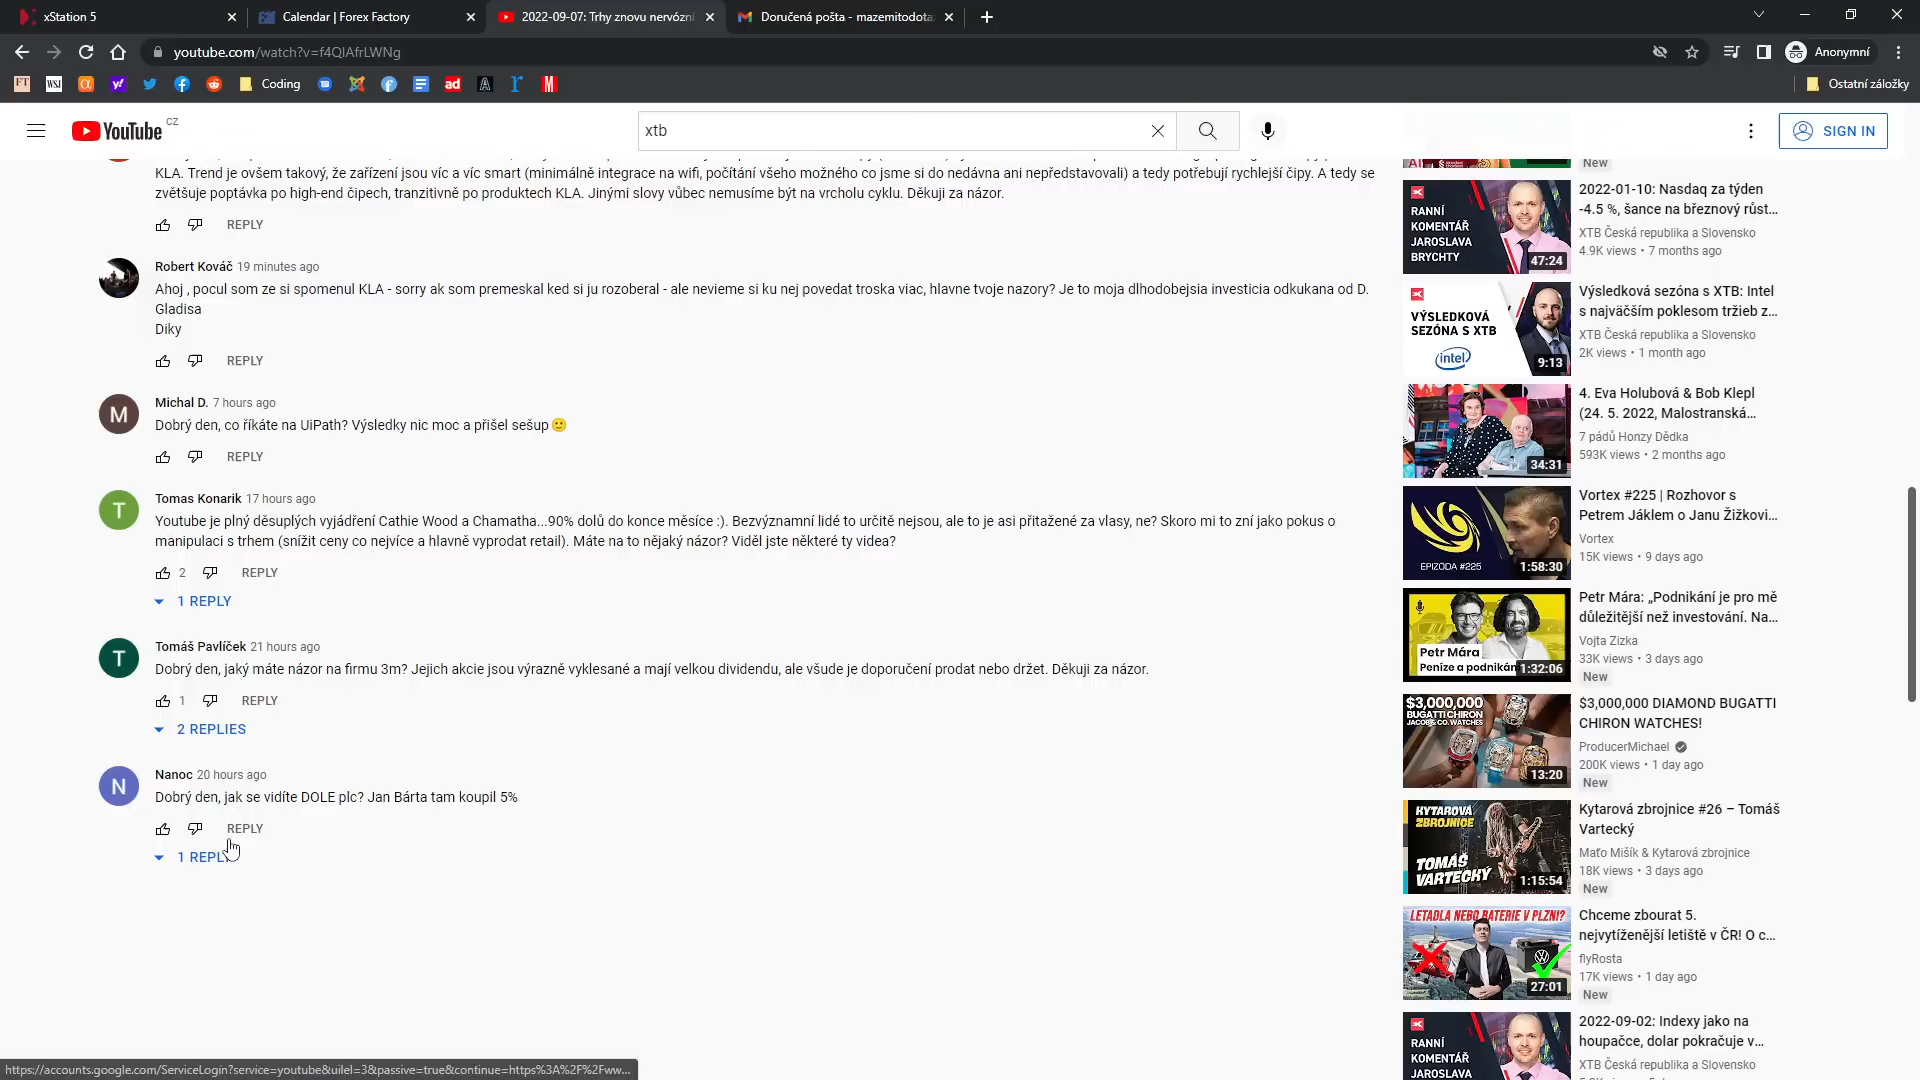 xStation 5
Calendar | Forex Factory
2022-09-07: Trhy znovu nervózní
Doručená pošta - mazemitodota
youtube.com/watch?v=f4QIAfrLWNg
Anonymní
FT
WSJ
Coding
ad
Ostatní záložky
YouTube CZ
xtb
SIGN IN
KLA. Trend je ovšem takový, že zařízení jsou víc a víc smart (minimálně integrace na wifi, počítání všeho možného co jsme si do nedávna ani nepředstavovali) a tedy potřebují rychlejší čipy. A tedy se
zvětšuje poptávka po high-end čipech, tranzitivně po produktech KLA. Jinými slovy vůbec nemusíme být na vrcholu cyklu. Děkuji za názor.
REPLY
Robert Kováč 19 minutes ago
Ahoj , pocul som ze si spomenul KLA - sorry ak som premeskal ked si ju rozoberal - ale nevieme si ku nej povedat troska viac, hlavne tvoje nazory? Je to moja dlhodobejsia investicia odkukana od D.
Gladisa
Diky
REPLY
M
Michal D. 7 hours ago
Dobrý den, co říkáte na UiPath? Výsledky nic moc a přišel sešup🙂
REPLY
T
Tomas Konarik 17 hours ago
Youtube je plný děsuplých vyjádření Cathie Wood a Chamatha...90% dolů do konce měsíce :). Bezvýznamní lidé to určitě nejsou, ale to je asi přitažené za vlasy, ne? Skoro mi to zní jako pokus o
manipulaci s trhem (snížit ceny co nejvíce a hlavně vyprodat retail). Máte na to nějaký názor? Viděl jste některé ty videa?
2 REPLY
1 REPLY
T
Tomáš Pavlíček 21 hours ago
Dobrý den, jaký máte názor na firmu 3m? Jejich akcie jsou výrazně vyklesané a mají velkou dividendu, ale všude je doporučení prodat nebo držet. Děkuji za názor.
1 REPLY
2 REPLIES
N
Nanoc 20 hours ago
Dobrý den, jak se vidíte DOLE plc? Jan Bárta tam koupil 5%
REPLY
1 REPLY
https://accounts.google.com/ServiceLogin?service=youtube&uilel=3&passive=true&continue=https%3A%2F%2Fww...
New
RANNÍ
KOMENTÁŘ
JAROSLAVA
BRYCHTY
47:24
2022-01-10: Nasdaq za týden
-4.5 %, šance na březnový růst...
XTB Česká republika a Slovensko
4.9K views • 7 months ago
VÝSLEDKOVÁ
SEZÓNA S XTB
intel
9:13
Výsledková sezóna s XTB: Intel
s najväčším poklesom tržieb z...
XTB Česká republika a Slovensko
2K views • 1 month ago
34:31
4. Eva Holubová & Bob Klepl
(24. 5. 2022, Malostranská...
7 pádů Honzy Dědka
593K views • 2 months ago
EPIZÓDA #225
1:58:30
Vortex #225 | Rozhovor s
Petrem Jáklem o Janu Žižkovi...
Vortex
15K views • 9 days ago
Petr Mára
Peníze a podnikán
1:32:06
Petr Mára: „Podnikání je pro mě
důležitější než investování. Na...
Vojta Zizka
33K views • 3 days ago
New
$3,000,000
BUGATTI CHIRON
JACOB & CO. WATCHES!
13:20
$3,000,000 DIAMOND BUGATTI
CHIRON WATCHES!
ProducerMichael
200K views • 1 day ago
New
KYTAROVÁ
ZBROJNICE
TOMÁŠ
VARTECKÝ
1:15:54
Kytarová zbrojnice #26 – Tomáš
Vartecký
Maťo Mišík & Kytarová zbrojnice
18K views • 3 days ago
New
LETADLA NEBO BATERIE V PLZNI?
27:01
Chceme zbourat 5.
nejvytíženější letiště v ČR! O c...
flyRosta
17K views • 1 day ago
New
RANNÍ
KOMENTÁŘ
JAROSLAVA
2022-09-02: Indexy jako na
houpačce, dolar pokračuje v...
XTB Česká republika a Slovensko